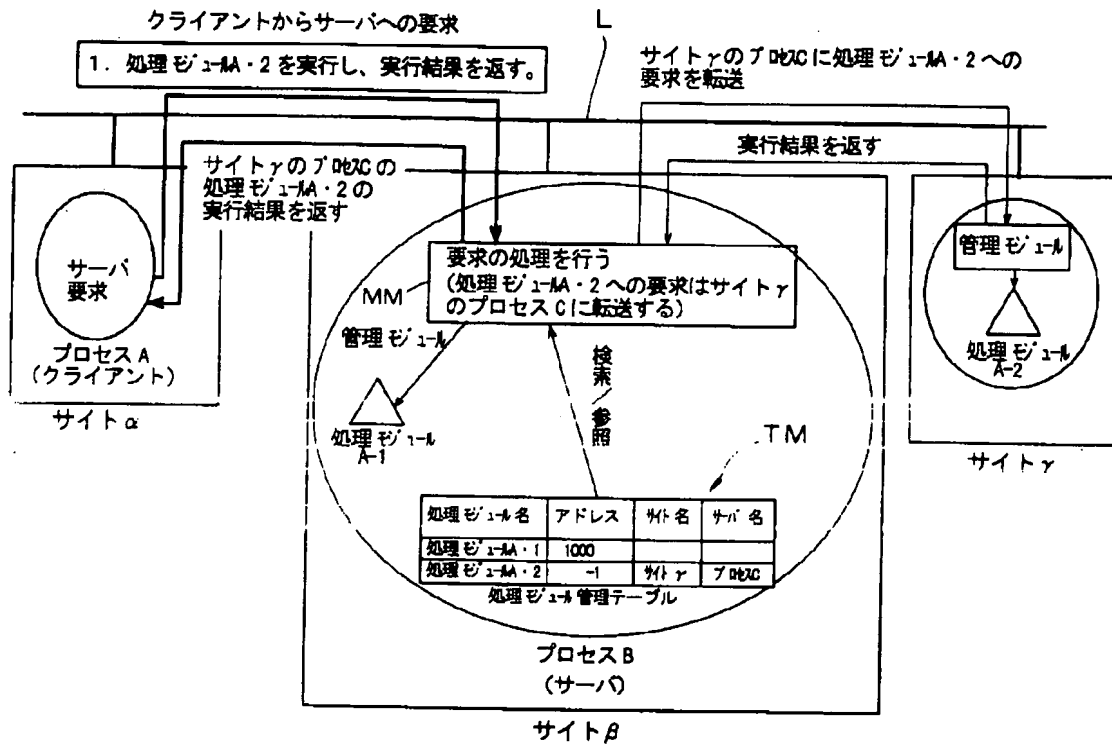 クライアントからサーバへの要求
L
1. 処理モジュールA・2を実行し、実行結果を返す。
サイトγのプロセスCに処理モジュールA・2への
要求を転送
実行結果を返す
サイトγのプロセスCの
処理モジュールA・2の
実行結果を返す
サーバ
要求
プロセスA
(クライアント)
サイトα
MM
要求の処理を行う
(処理モジュールA・2への要求はサイトγ
のプロセスCに転送する)
管理モジュール
処理モジュール
A-1
検索/参照
TM
処理モジュール名 アドレス サイト名 サーバ名
処理モジュールA・1 1000
処理モジュールA・2 -1 サイトγ プロセスC
処理モジュール管理テーブル
プロセスB
(サーバ)
サイトβ
管理モジュール
処理モジュール
A-2
サイトγ